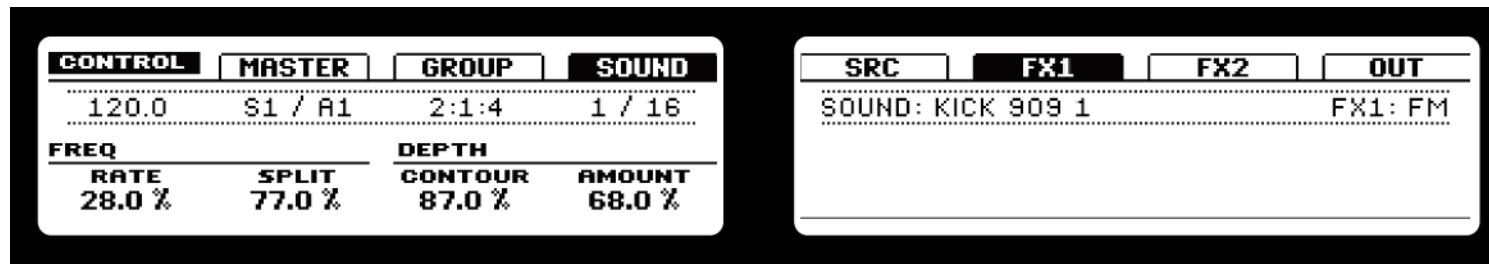 CONTROL MASTER GROUP SOUND
120.0 S1 / A1 2:1:4 1 / 16
FREQ DEPTH
RATE SPLIT CONTOUR AMOUNT
28.0 % 77.0 % 87.0 % 68.0 %
SRC FX1 FX2 OUT
SOUND: KICK 909 1 FX1: FM